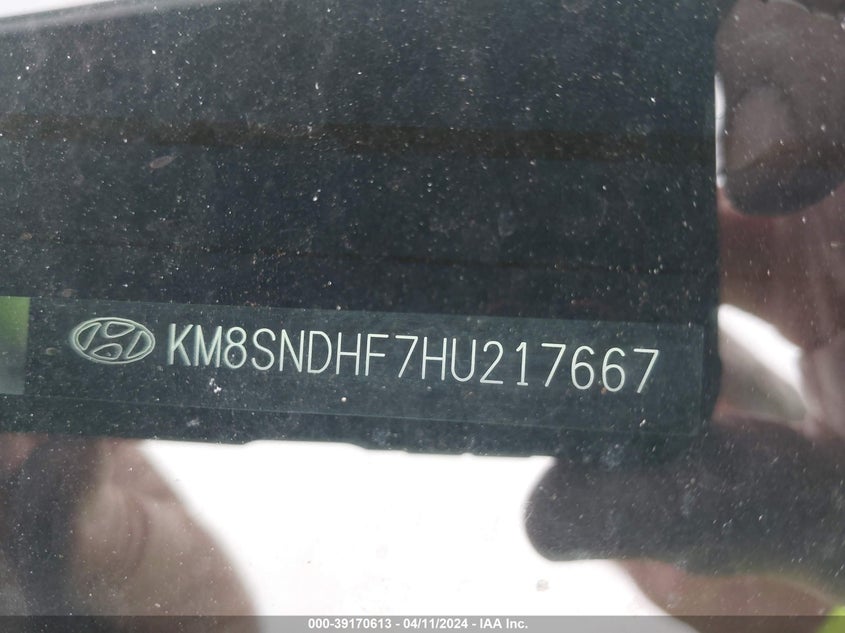 KM8SNDHF7HU217667
000-39170613 - 04/11/2024 - IAA Inc.